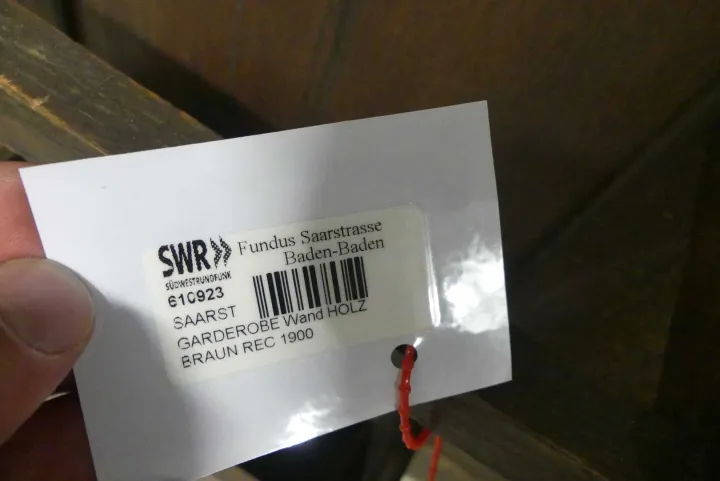 SWR» Fundus Saarstrasse
SÜDWESTRUNDFUNK Baden-Baden
610923
SAARST
GARDEROBE Wand HOLZ
BRAUN REC 1900